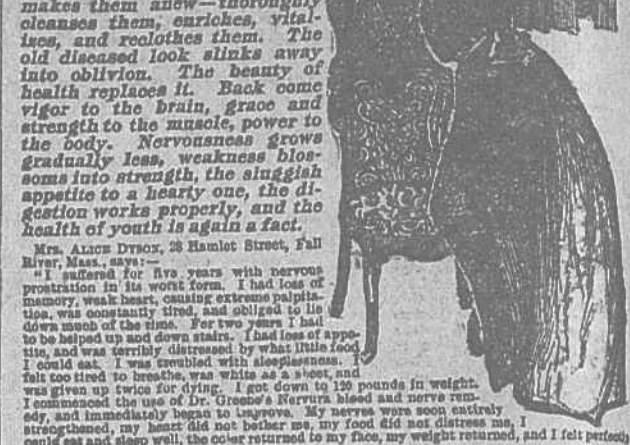 makes them anew—thoroughly
cleanses them, enriches, vital-
ises, and reclothes them. The
old diseased look slinks away
into oblivion. The beauty of
health replaces it. Back come
vigor to the brain, grace and
strength to the muscle, power to
the body. Nervousness grows
gradually less, weakness blos-
soms into strength, the sluggish
appetite to a hearty one, the di-
gestion works properly, and the
health of youth is again a fact.
Mrs. ALICE DYSON, 28 Hamlet Street, Fall
River, Mass., says:—
"I suffered for five years with nervous
prostration in its worst form. I had loss of
memory, weak heart, causing extreme palpita-
tion, was constantly tired, and obliged to lie
down much of the time. For two years I had
to be helped up and down stairs. I had loss of appe-
tite, and was terribly distressed by what little food
I could eat. I was troubled with sleeplessness. I
felt too tired to breathe, was white as a sheet, and
was given up twice for dying. I got down to 120 pounds in weight.
I commenced the use of Dr. Greene's Nervura blood and nerve rem-
edy, and immediately began to improve. My nerves were soon entirely
strengthened, my heart did not bother me, my food did not distress me, I
could eat and sleep well, the color returned to my face, my weight returned, and I felt perfectly